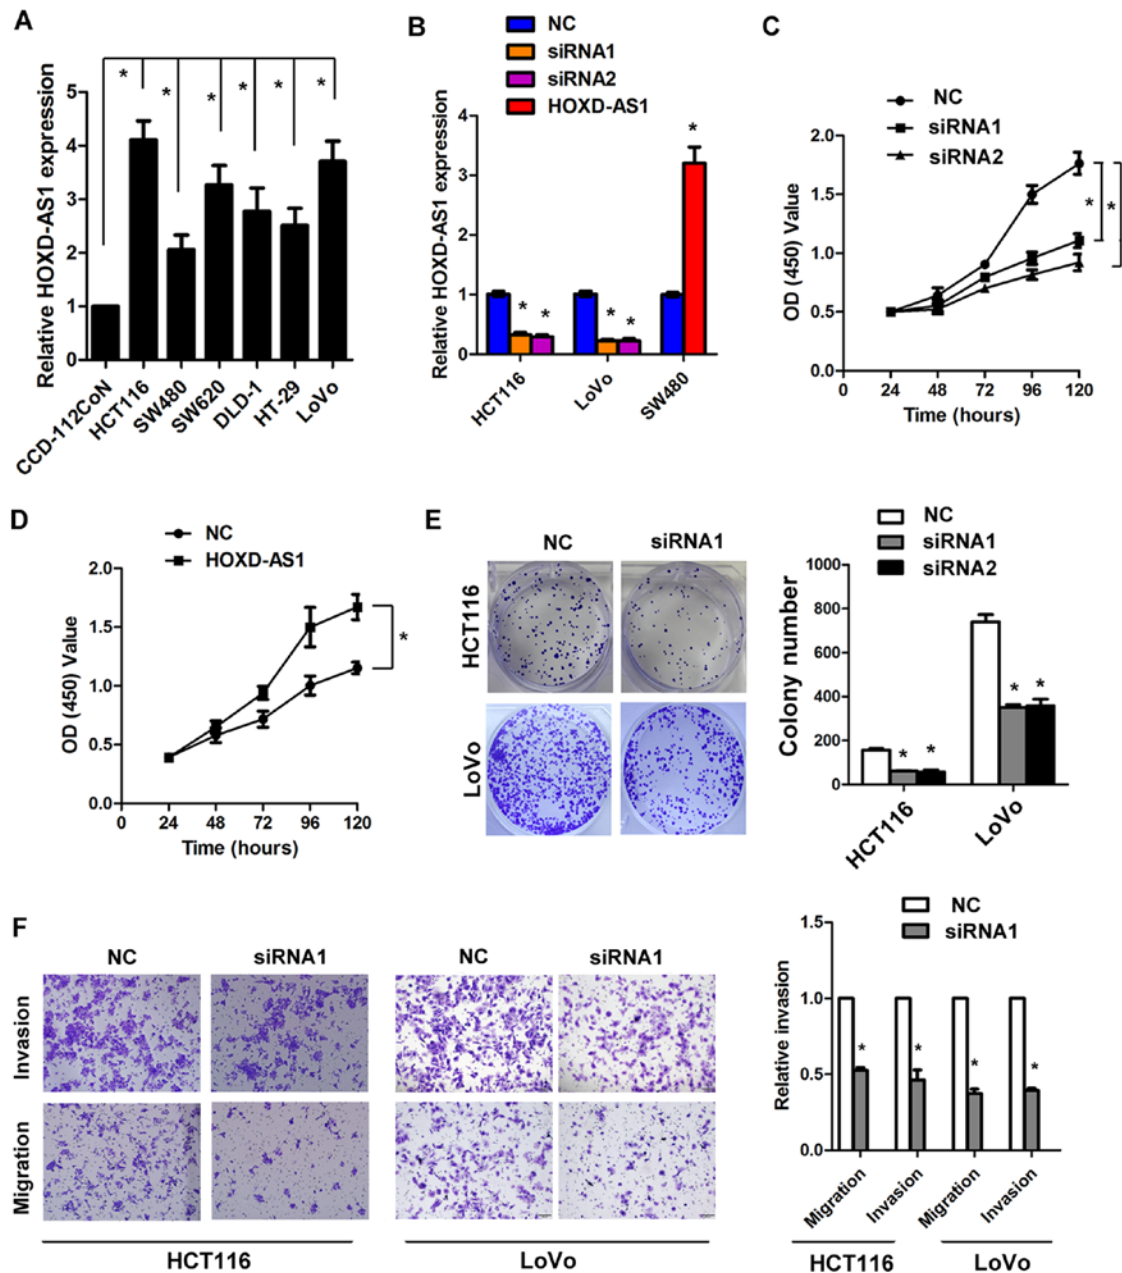 A
Relative HOXD-AS1 expression
5
4
3
2
1
0
* * * * * *
CCD-112CoN
HCT116
SW480
SW620
DLD-1
HT-29
LoVo
B
NC
siRNA1
siRNA2
HOXD-AS1
Relative HOXD-AS1 expression
4
3
2
1
0
* * * * *
HCT116
LoVo
SW480
C
NC
siRNA1
siRNA2
OD (450) Value
2.0
1.5
1.0
0.5
0.0
* *
0 24 48 72 96 120
Time (hours)
D
NC
HOXD-AS1
OD (450) Value
2.0
1.5
1.0
0.5
0.0
*
0 24 48 72 96 120
Time (hours)
E
NC siRNA1
HCT116
LoVo
NC
siRNA1
siRNA2
Colony number
1000
800
600
400
200
0
* * * *
HCT116
LoVo
F
NC siRNA1 NC siRNA1
Invasion
Migration
HCT116 LoVo
NC
siRNA1
Relative invasion
1.5
1.0
0.5
0.0
* * * *
Migration
Invasion
Migration
Invasion
HCT116 LoVo